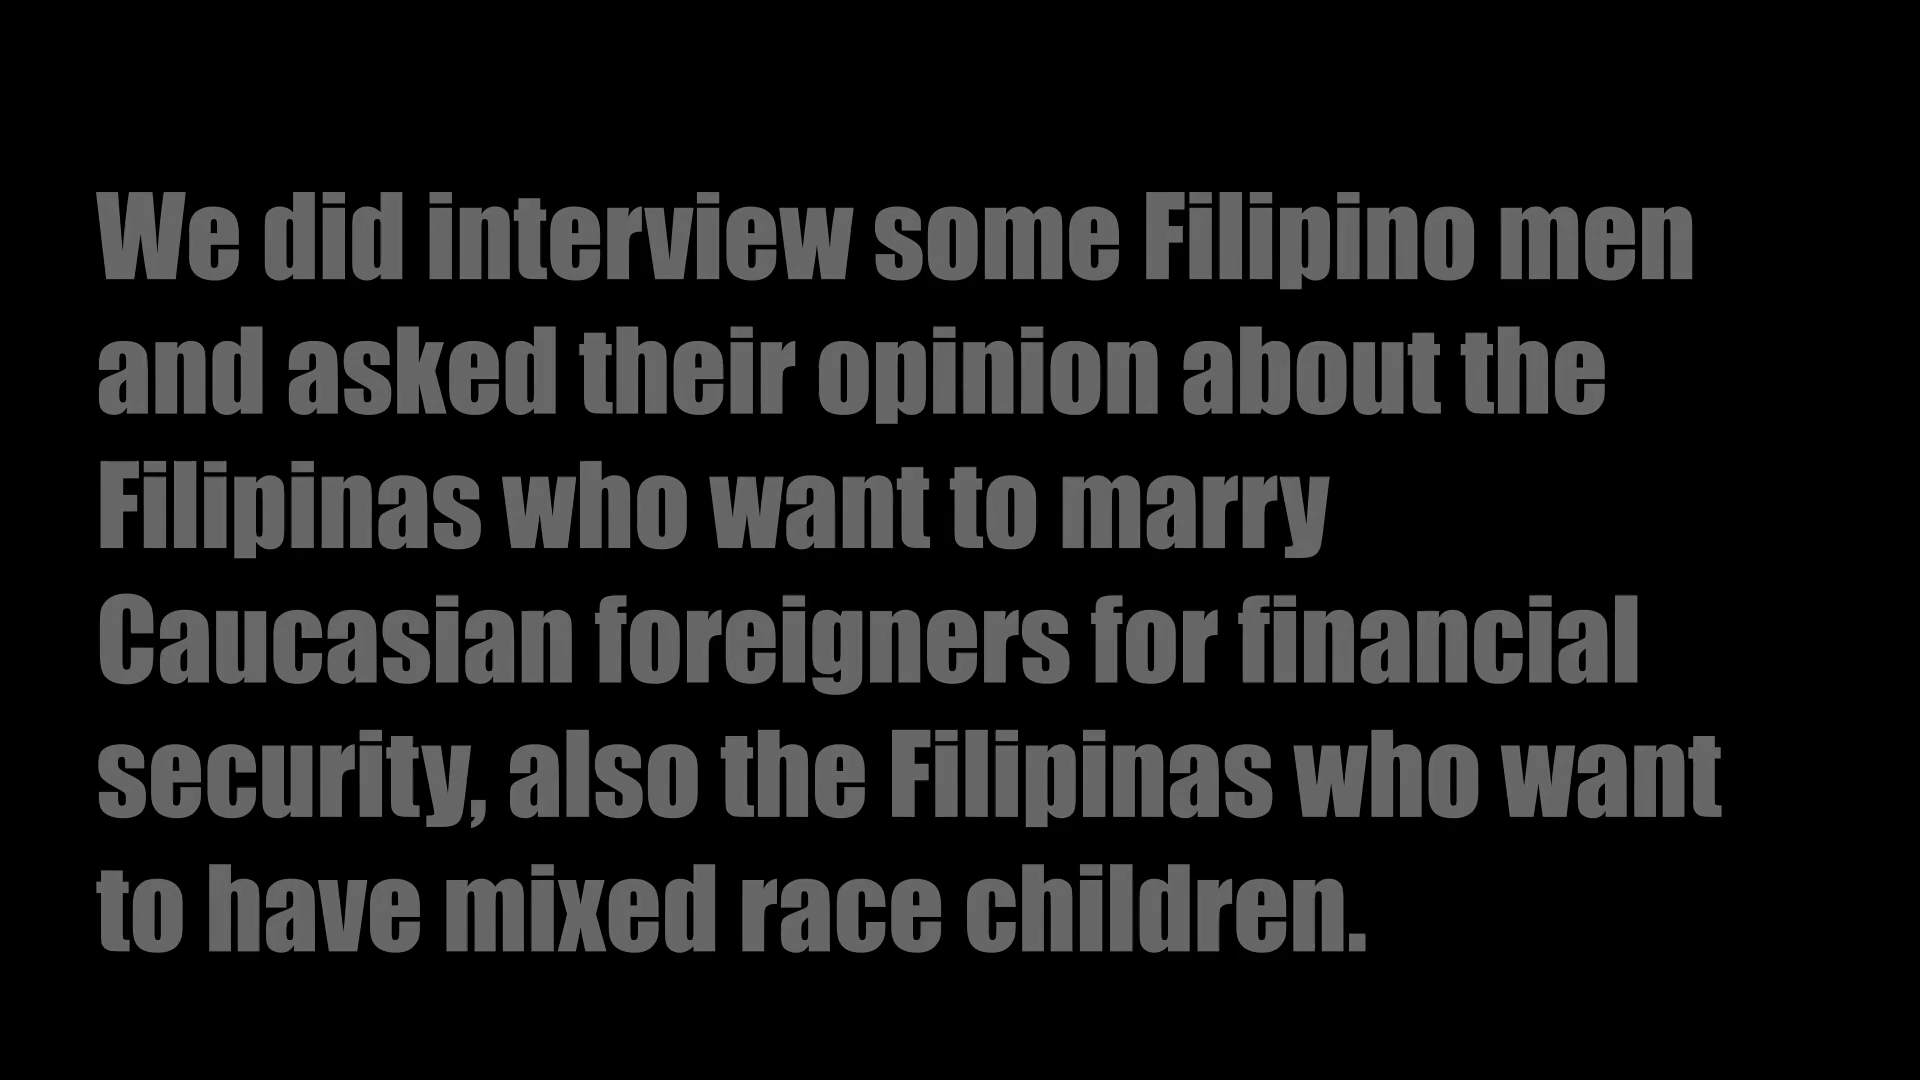 We did interview some Filipino men
and asked their opinion about the
Filipinas who want to marry
Caucasian foreigners for financial
security, also the Filipinas who want
to have mixed race children.